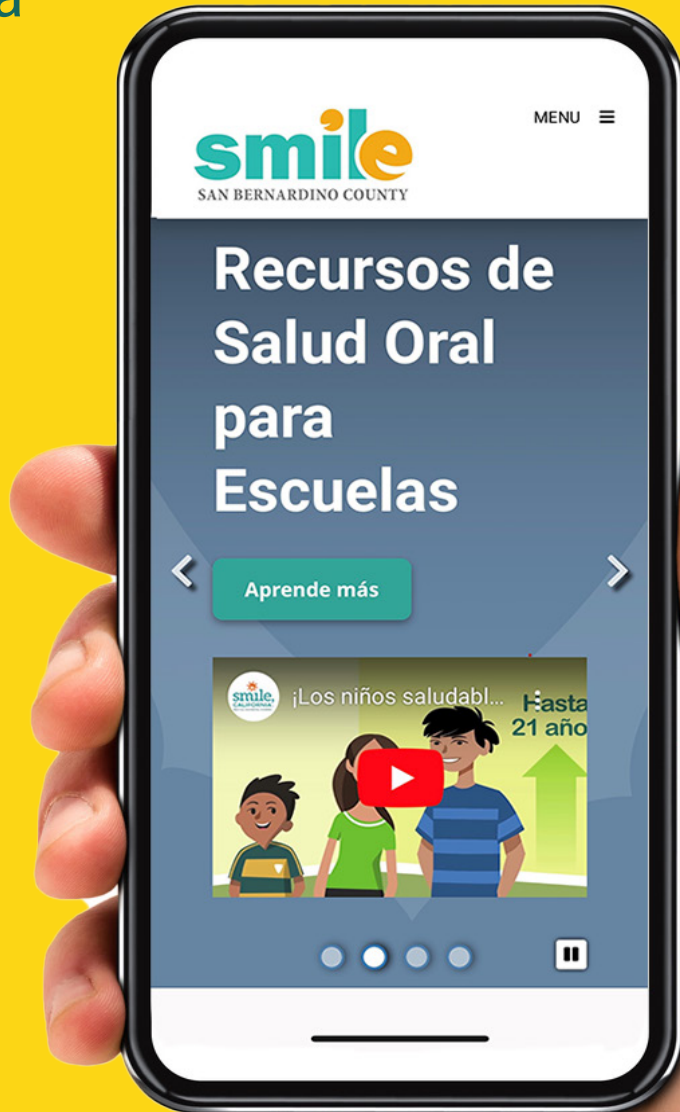 a
smile
SAN BERNARDINO COUNTY
MENU
Recursos de
Salud Oral
para
Escuelas
Aprende más
smile,
CALIFORNIA
¡Los niños saludabl...
Hasta
21 año